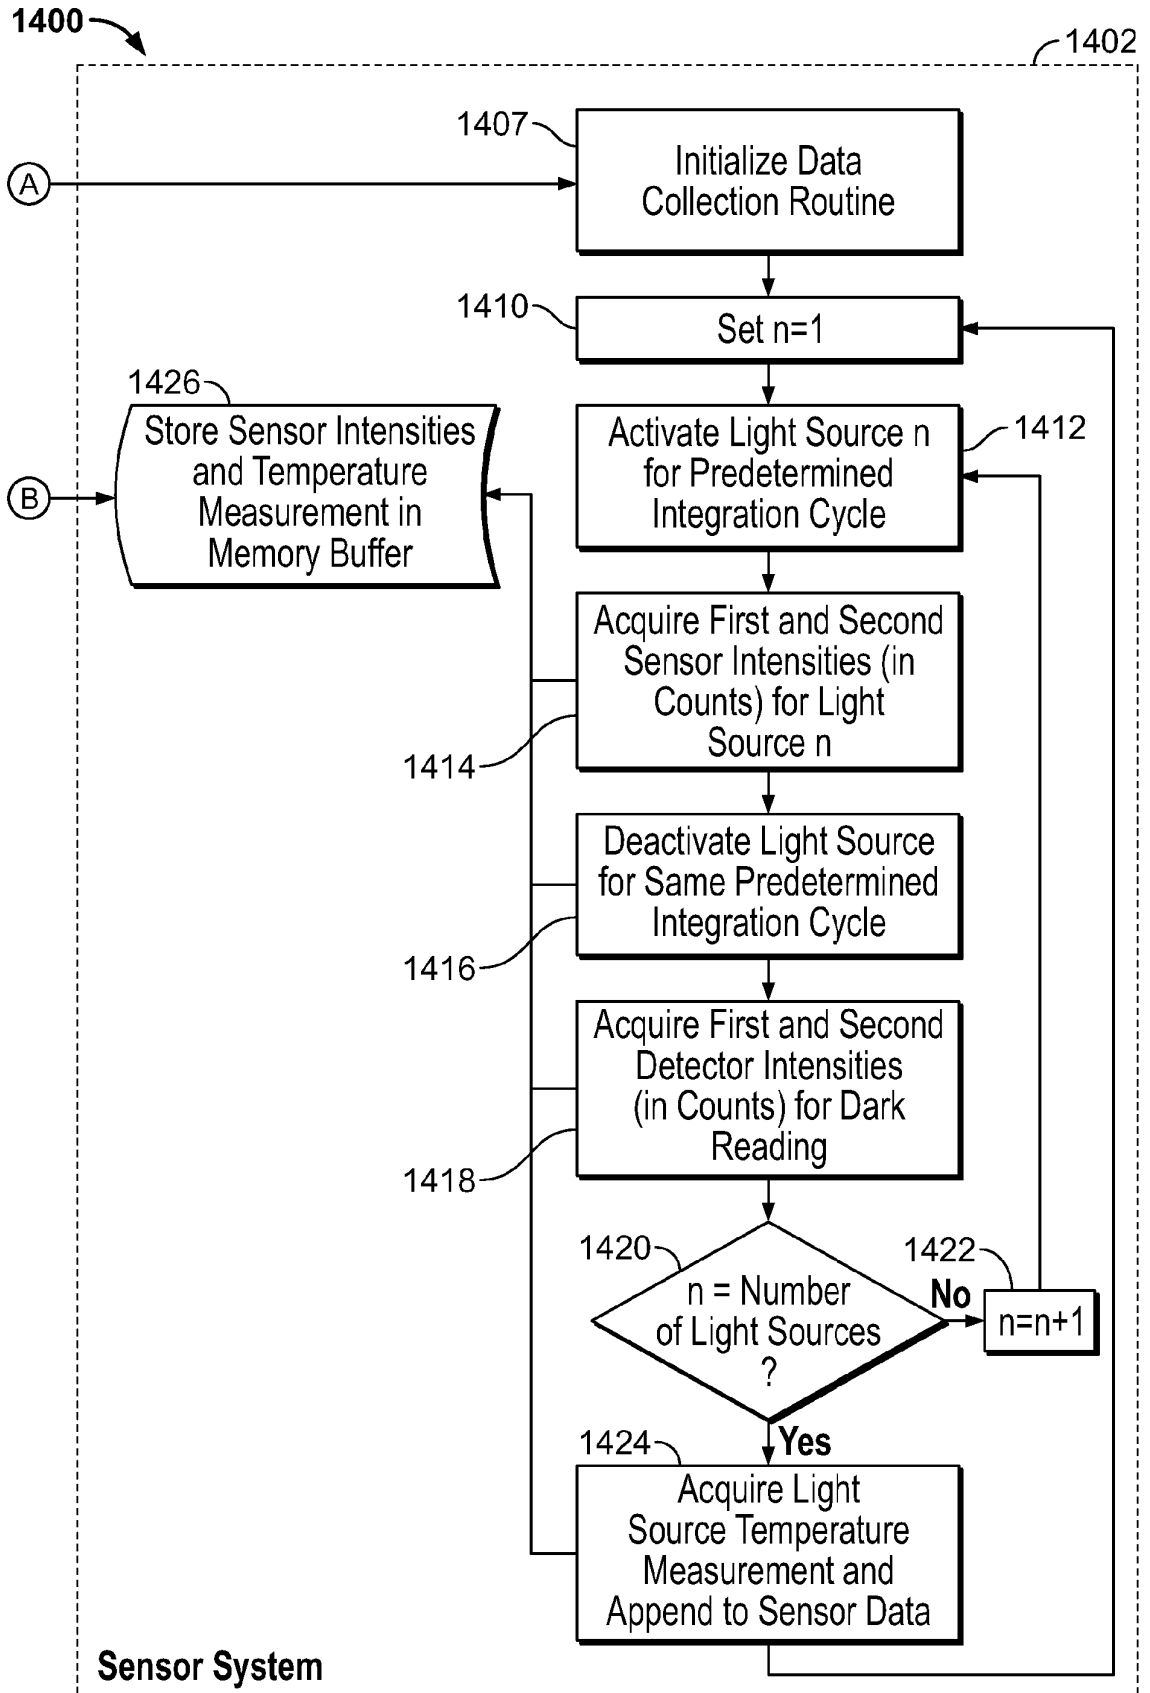 1400
1402
1407
Initialize Data
Collection Routine
A
1410
Set n=1
1426
Store Sensor Intensities
and Temperature
Measurement in
Memory Buffer
B
1412
Activate Light Source n
for Predetermined
Integration Cycle
Acquire First and Second
Sensor Intensities (in
Counts) for Light
Source n
1414
Deactivate Light Source
for Same Predetermined
Integration Cycle
1416
Acquire First and Second
Detector Intensities
(in Counts) for Dark
Reading
1418
1420
n = Number
of Light Sources
?
No
1422
n=n+1
Yes
1424
Acquire Light
Source Temperature
Measurement and
Append to Sensor Data
Sensor System